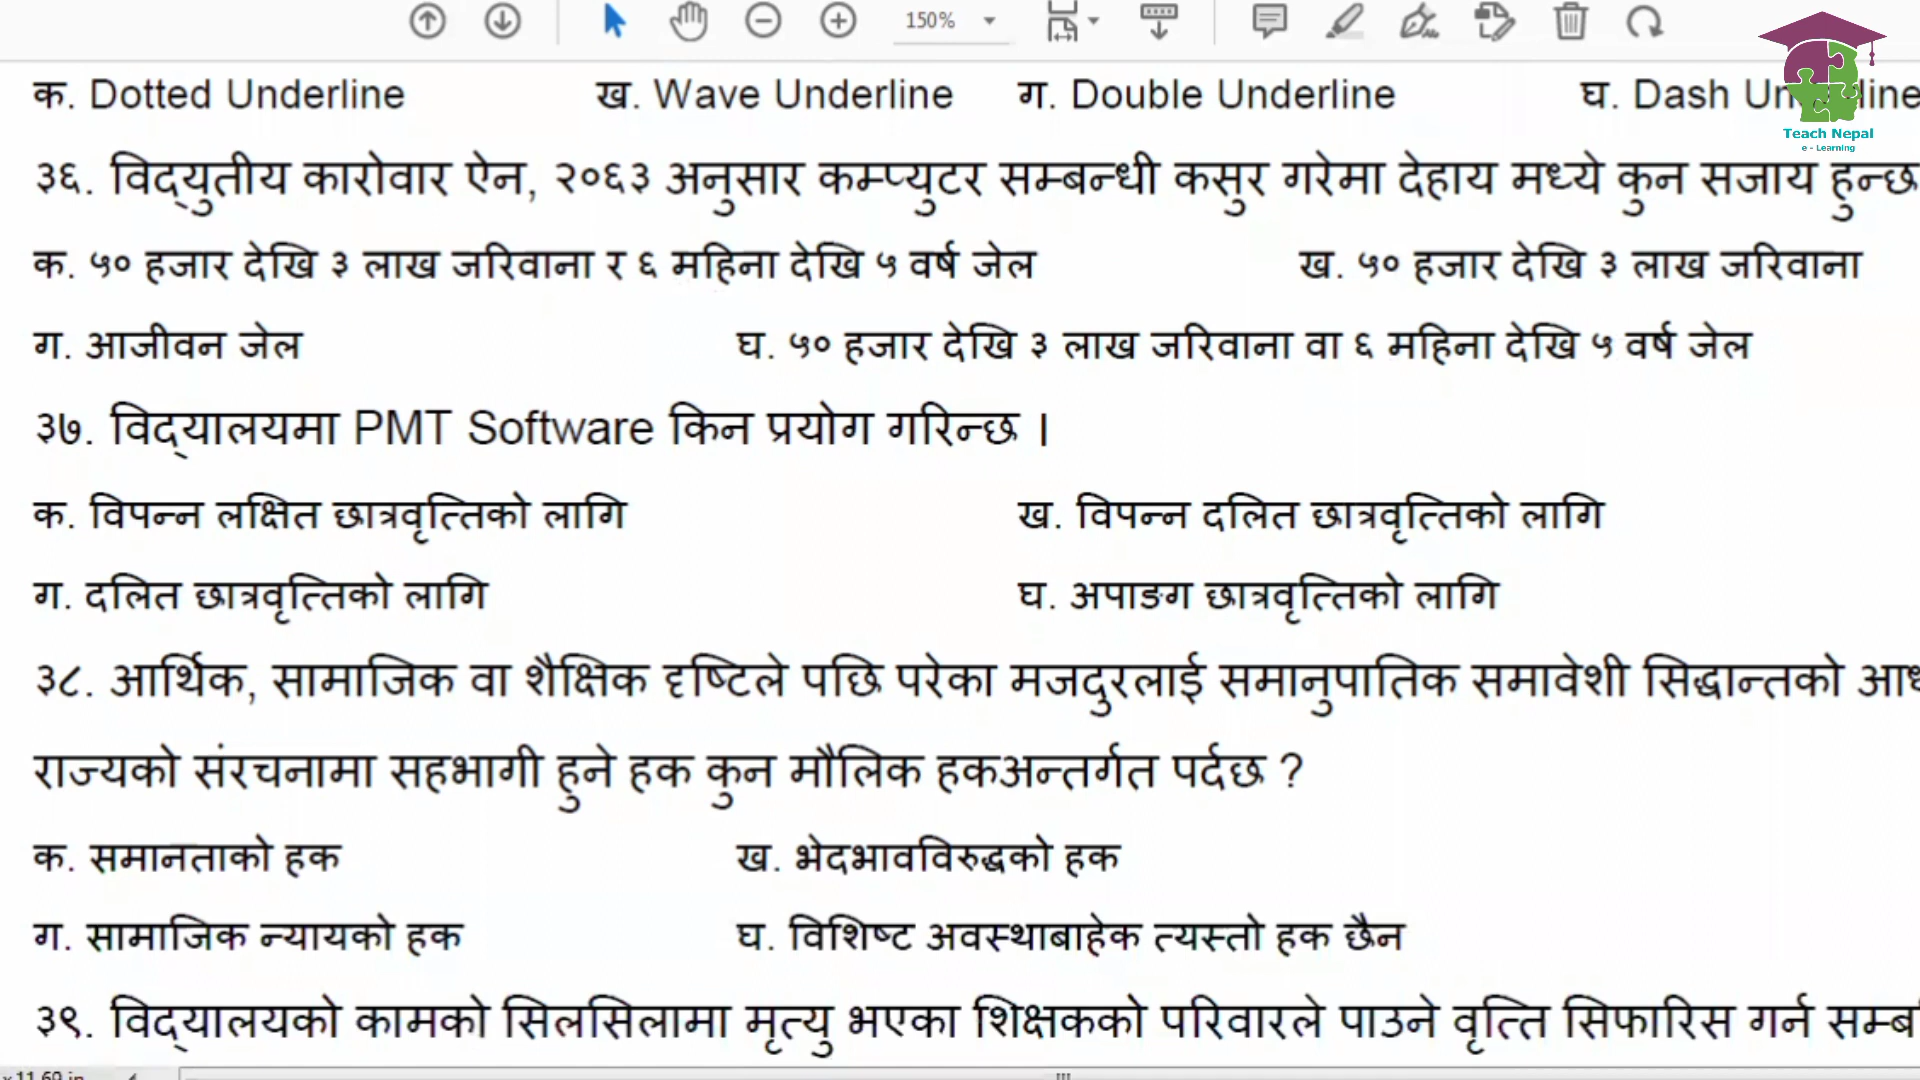 150%
क. Dotted Underline ख. Wave Underline ग. Double Underline घ. Dash
Teach Nepal
e - Learning
३६. विद्युतीय कारोवार ऐन, २०६३ अनुसार कम्प्युटर सम्बन्धी कसुर गरेमा देहाय मध्ये कुन सजाय हुन्छ
क. ५० हजार देखि ३ लाख जरिवाना र ६ महिना देखि ५ वर्ष जेल ख. ५० हजार देखि ३ लाख जरिवाना
ग. आजीवन जेल घ. ५० हजार देखि ३ लाख जरिवाना वा ६ महिना देखि ५ वर्ष जेल
३७. विद्यालयमा PMT Software किन प्रयोग गरिन्छ ।
क. विपन्न लक्षित छात्रवृत्तिको लागि ख. विपन्न दलित छात्रवृत्तिको लागि
ग. दलित छात्रवृत्तिको लागि घ. अपाङग छात्रवृत्तिको लागि
३८. आर्थिक, सामाजिक वा शैक्षिक दृष्टिले पछि परेका मजदुरलाई समानुपातिक समावेशी सिद्धान्तको
राज्यको संरचनामा सहभागी हुने हक कुन मौलिक हकअन्तर्गत पर्दछ ?
क. समानताको हक ख. भेदभावविरुद्धको हक
ग. सामाजिक न्यायको हक घ. विशिष्ट अवस्थाबाहेक त्यस्तो हक छैन
३९. विद्यालयको कामको सिलसिलामा मृत्यु भएका शिक्षकको परिवारले पाउने वृत्ति सिफारिस गर्न